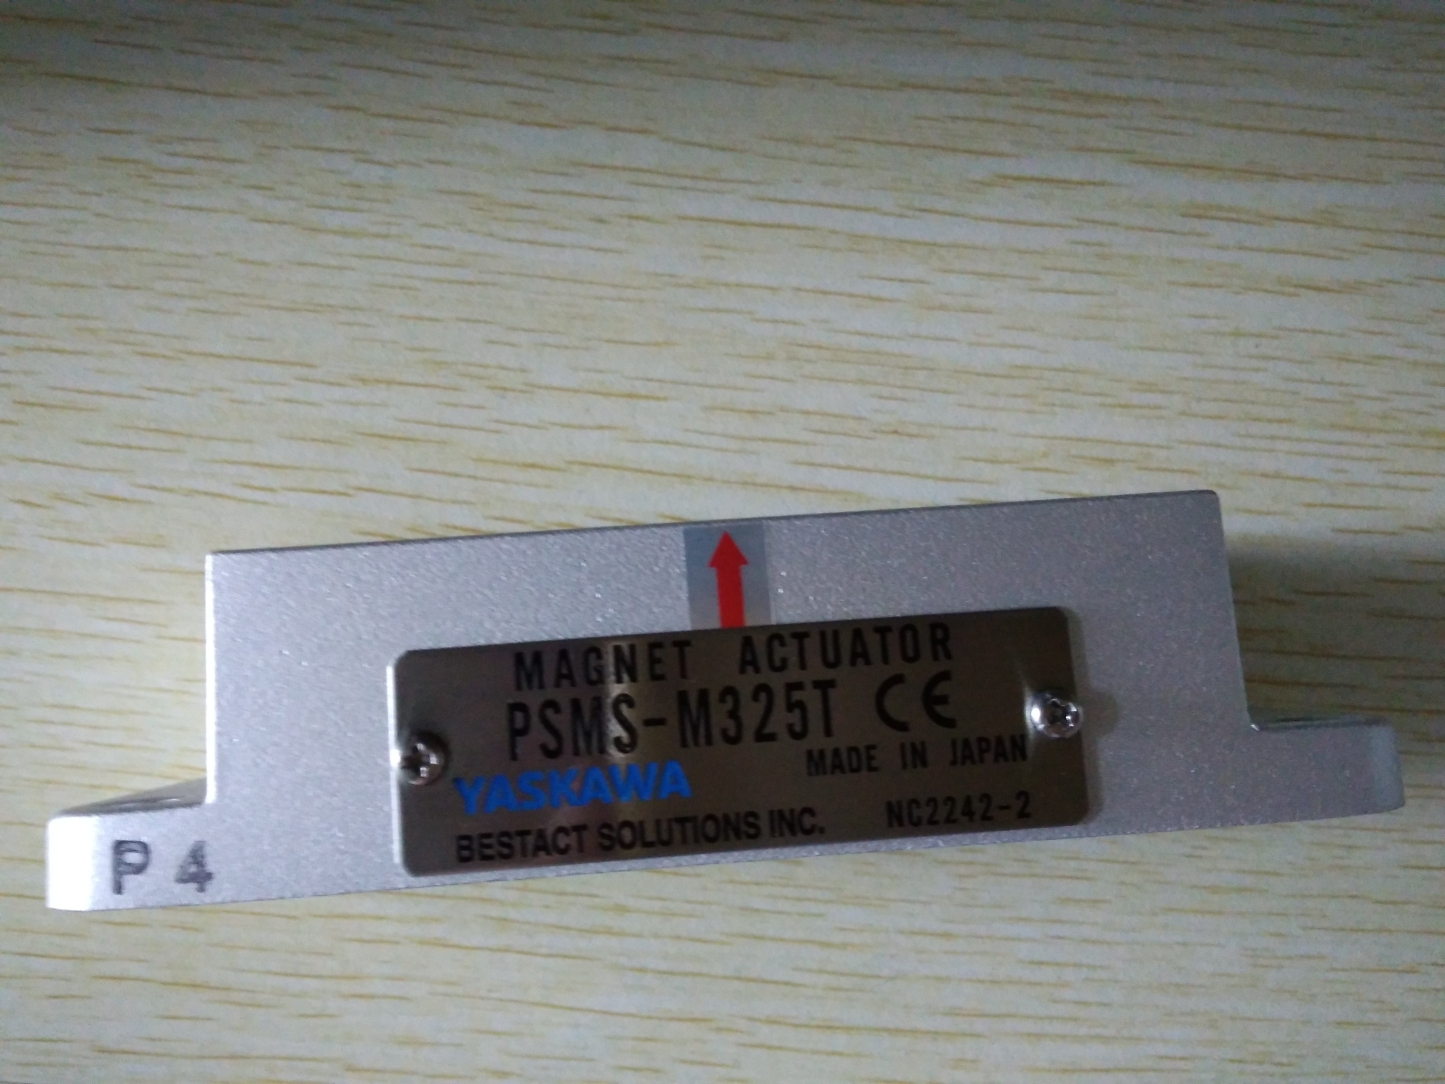 MAGNET ACTUATOR
PSMS-M325T CE
MADE IN JAPAN
YASKAWA
BESTACT SOLUTIONS INC. NC2242-2
P 4